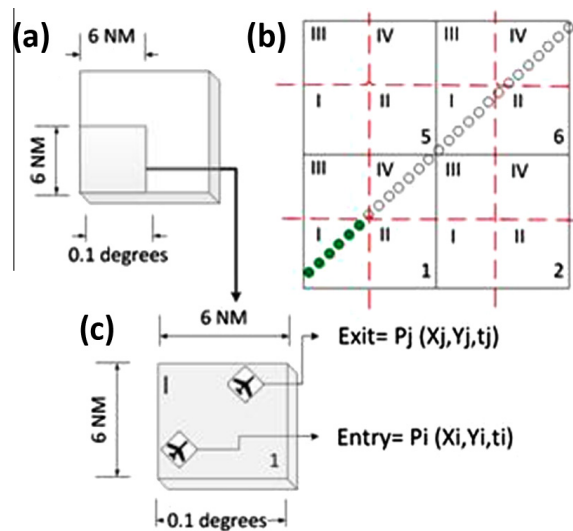 (a)
6 NM
6 NM
0.1 degrees
(b)
III IV III IV
I II I II
5 6
III IV III IV
I II I II
1 2
(c)
6 NM
6 NM
I
1
0.1 degrees
Exit= Pj (Xj,Yj,tj)
Entry= Pi (Xi,Yi,ti)